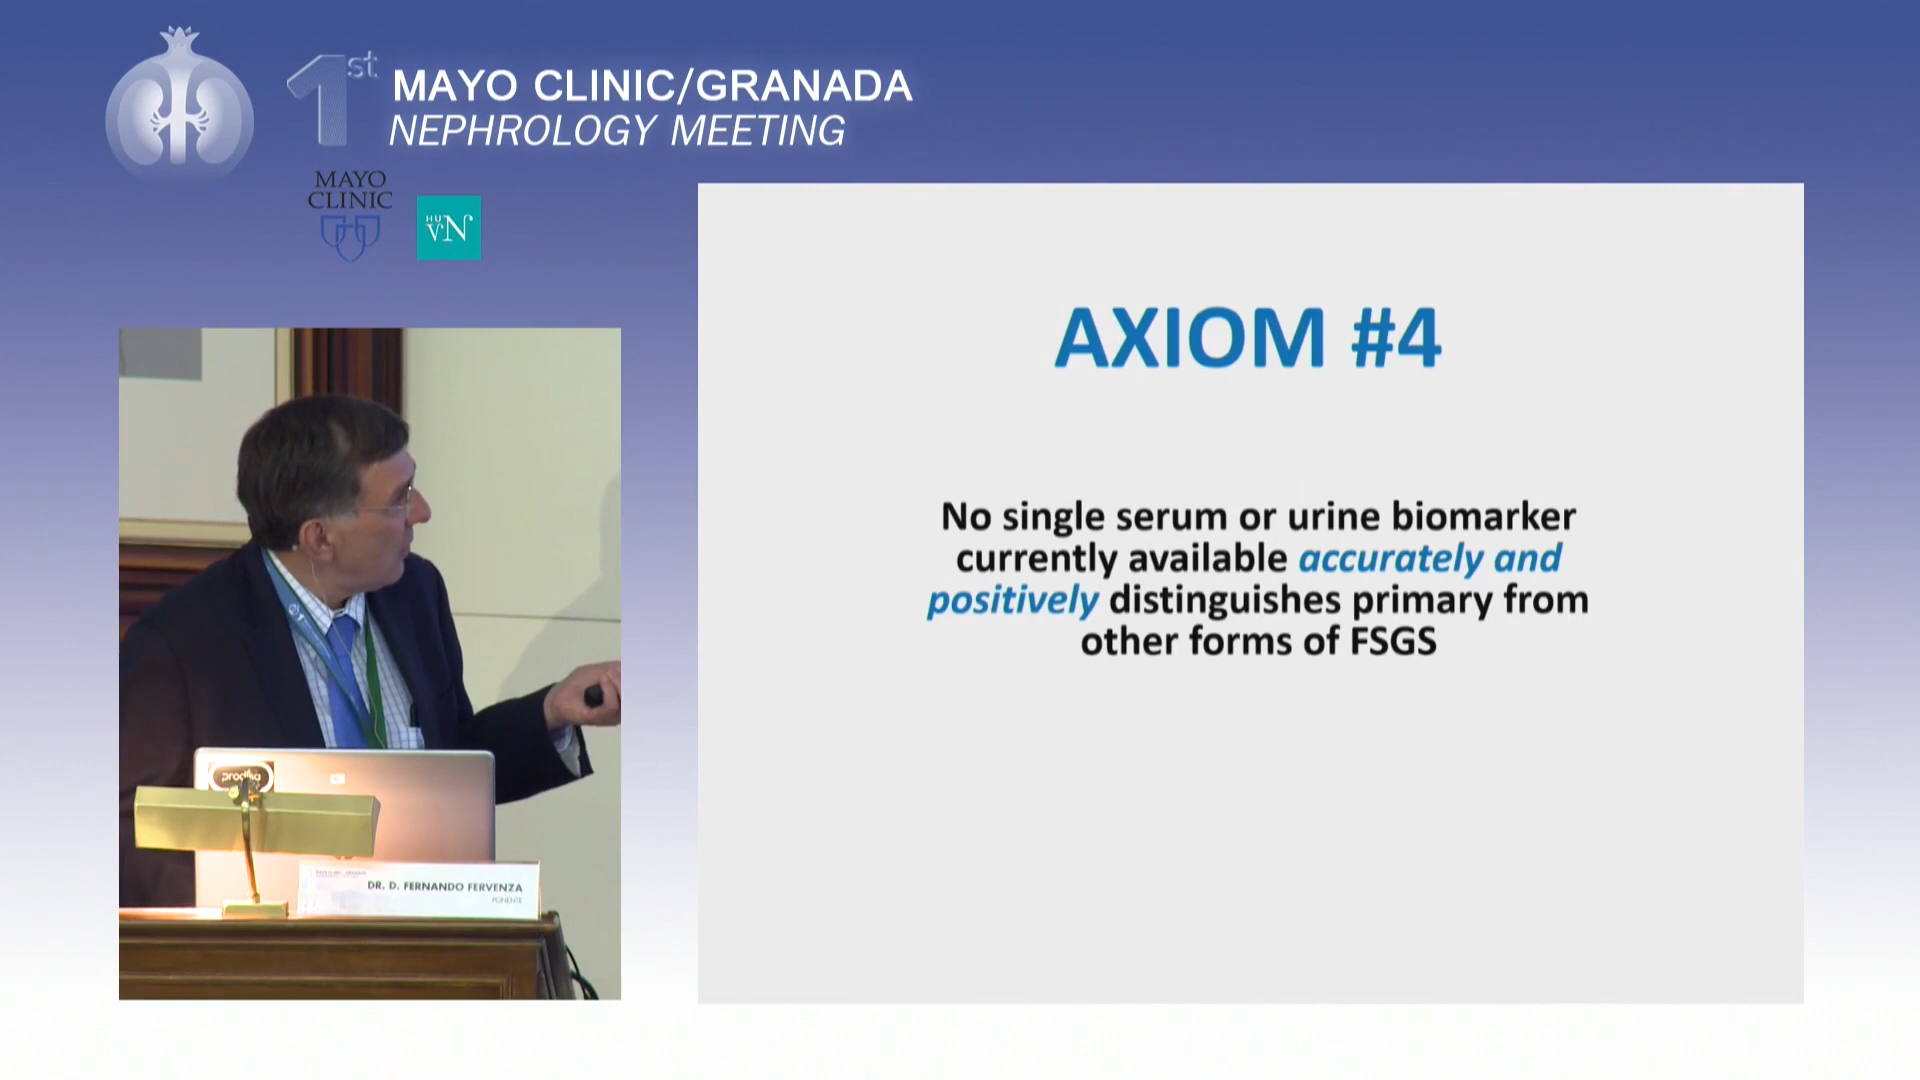 1st
MAYO CLINIC/GRANADA
NEPHROLOGY MEETING
MAYO
CLINIC
HU
VN
AXIOM #4
No single serum or urine biomarker
currently available accurately and
positively distinguishes primary from
other forms of FSGS
DR. D. FERNANDO FERVENZA
PONENTE